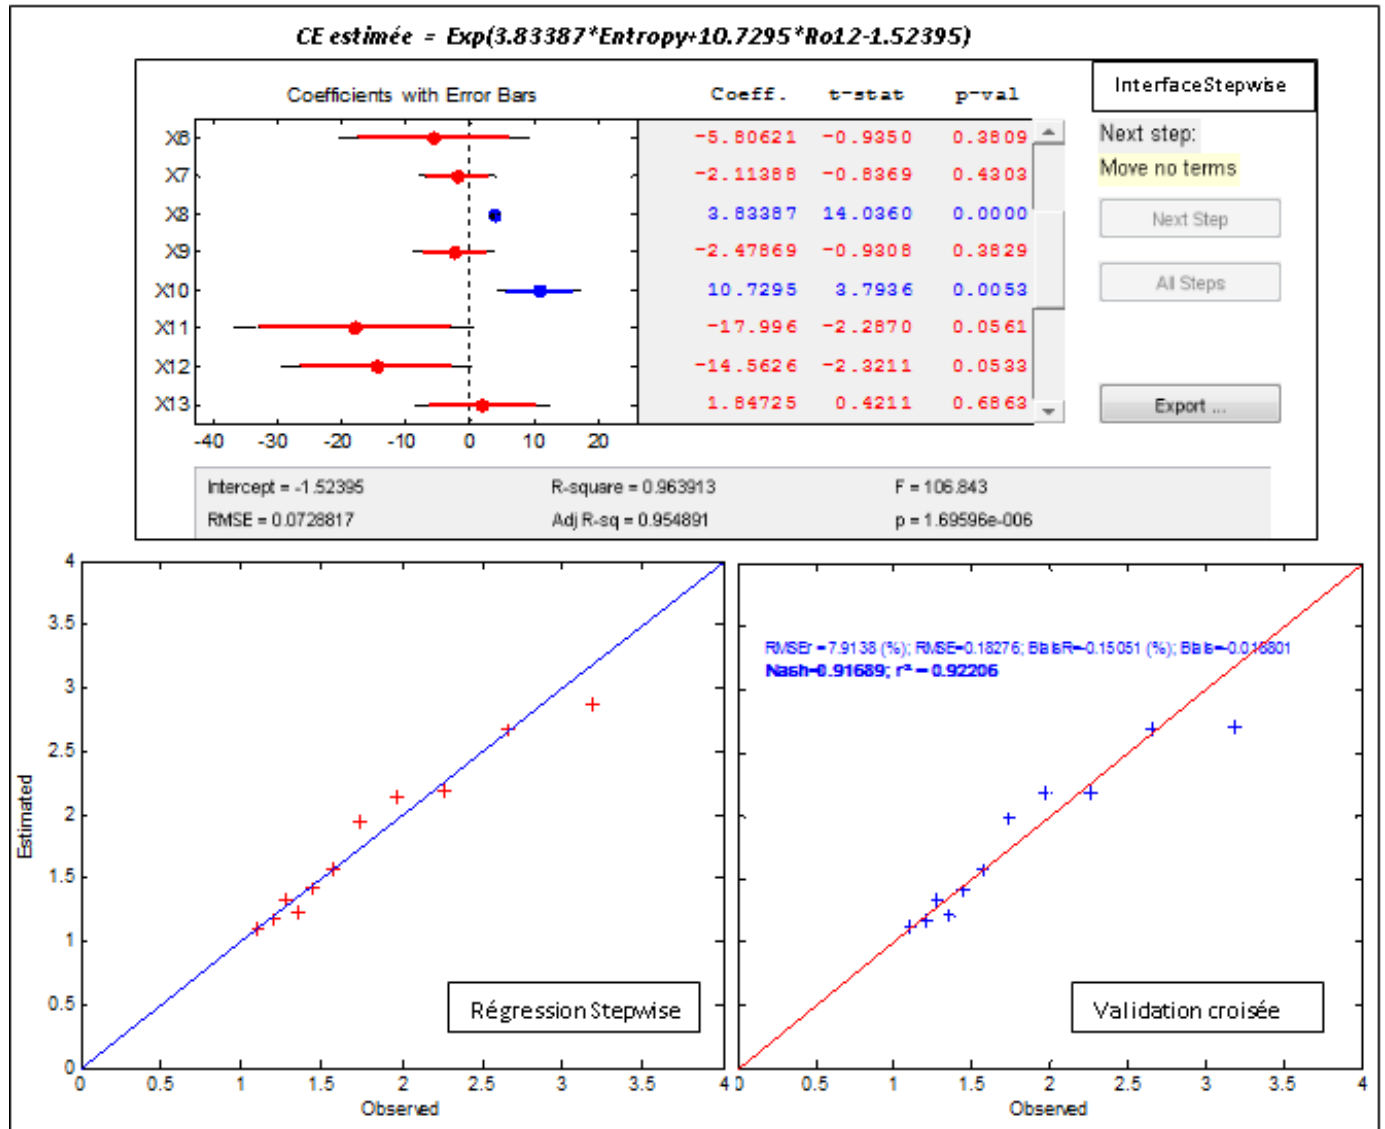 CE estimée = Exp(3.83387*Entropy+10.7295*Ro12-1.52395)
InterfaceStepwise
Coefficients with Error Bars
Coeff. t-stat p-val
Next step:
Move no terms
Next Step
All Steps
Export ...
X6 -5.80621 -0.9350 0.3809
X7 -2.11388 -0.8369 0.4303
X8 3.83387 14.0360 0.0000
X9 -2.47869 -0.9308 0.3829
X10 10.7295 3.7936 0.0053
X11 -17.996 -2.2870 0.0561
X12 -14.5626 -2.3211 0.0533
X13 1.84725 0.4211 0.6863
-40 -30 -20 -10 0 10 20
Intercept = -1.52395 R-square = 0.963913 F = 106.843
RMSE = 0.0728817 Adj R-sq = 0.954891 p = 1.69596e-006
4
3.5
3
2.5
2
1.5
1
0.5
0
Estimated
Régression Stepwise
0 0.5 1 1.5 2 2.5 3 3.5 4
Observed
RMSEr =7.9138 (%); RMSE=0.18276; BiaisR=-0.15051 (%); Biais=-0.016801
Nash=0.91689; r² = 0.92206
Validation croisée
0 0.5 1 1.5 2 2.5 3 3.5 4
Observed